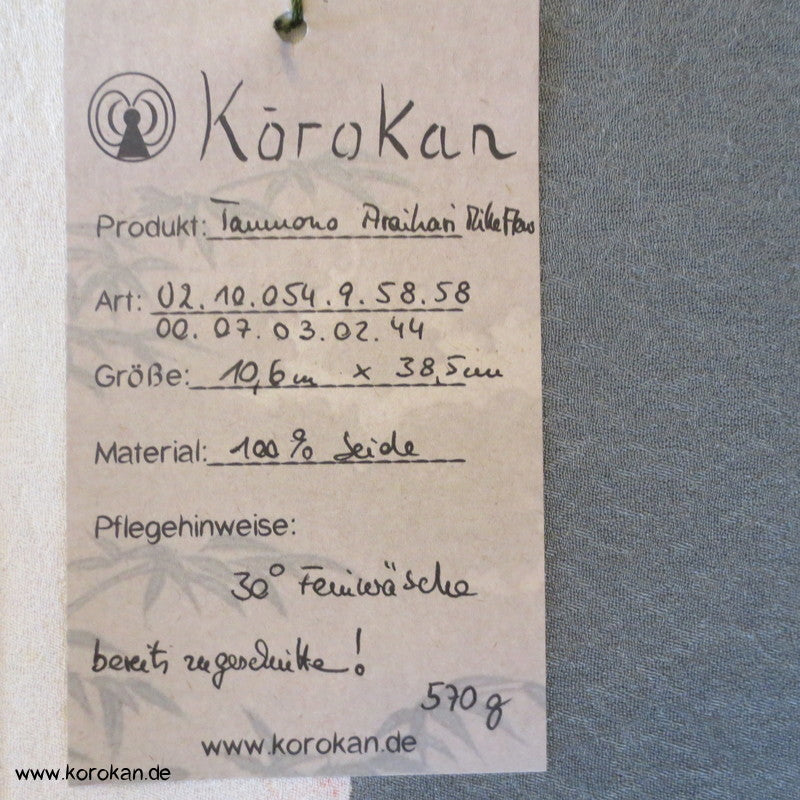 Kōrokan
Produkt: Tanmono Araihari
Art: 02.10.054.9.58.58
00.07.03.02.44
Größe: 10,6m x 38,5cm
Material: 100% Seide
Pflegehinweise:
30° Feinwäsche
bereits zugeschnitten!
570 g
www.korokan.de
www.korokan.de